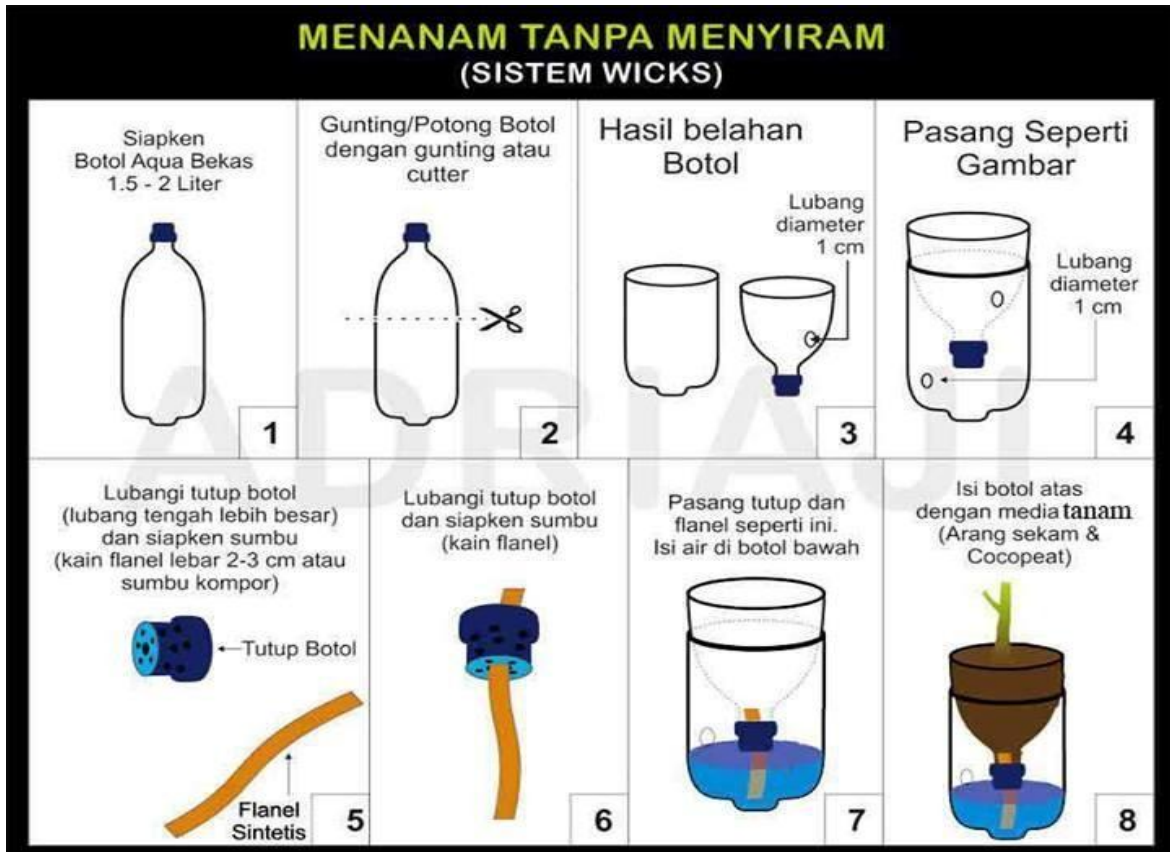 MENANAM TANPA MENYIRAM
(SISTEM WICKS)
Siapken
Botol Aqua Bekas
1.5 - 2 Liter
1
Gunting/Potong Botol
dengan gunting atau
cutter
2
Hasil belahan
Botol
Lubang
diameter
1 cm
3
Pasang Seperti
Gambar
Lubang
diameter
1 cm
4
Lubangi tutup botol
(lubang tengah lebih besar)
dan siapken sumbu
(kain flanel lebar 2-3 cm atau
sumbu kompor)
Tutup Botol
Flanel
Sintetis
5
Lubangi tutup botol
dan siapken sumbu
(kain flanel)
6
Pasang tutup dan
flanel seperti ini.
Isi air di botol bawah
7
Isi botol atas
dengan media tanam
(Arang sekam &
Cocopeat)
8
ADRIAJI